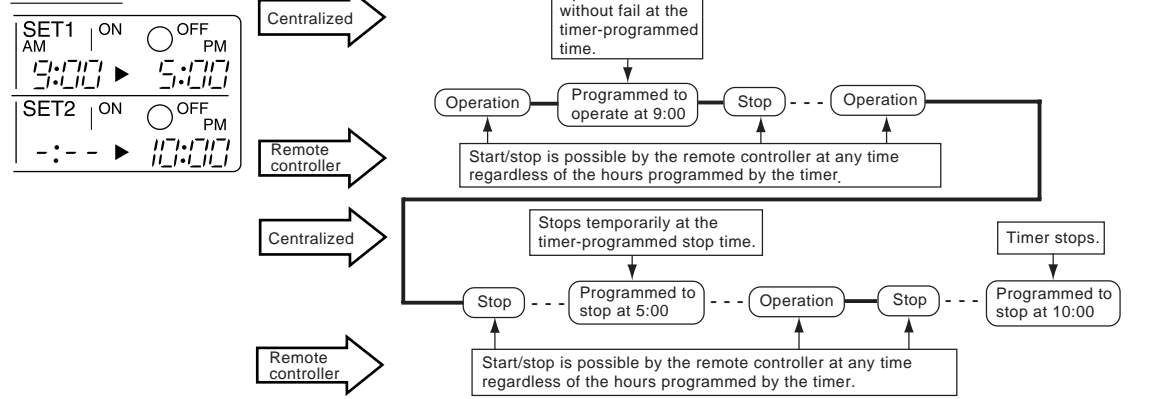 Centralized
without fail at the
timer-programmed
time.
SET1 ON OFF
AM PM
9:00 ▶ 5:00
SET2 ON OFF
PM
-:-- ▶ 10:00
Operation
Programmed to
operate at 9:00
Stop
Operation
Remote
controller
Start/stop is possible by the remote controller at any time
regardless of the hours programmed by the timer.
Centralized
Stops temporarily at the
timer-programmed stop time.
Timer stops.
Stop
Programmed to
stop at 5:00
Operation
Stop
Programmed to
stop at 10:00
Remote
controller
Start/stop is possible by the remote controller at any time
regardless of the hours programmed by the timer.